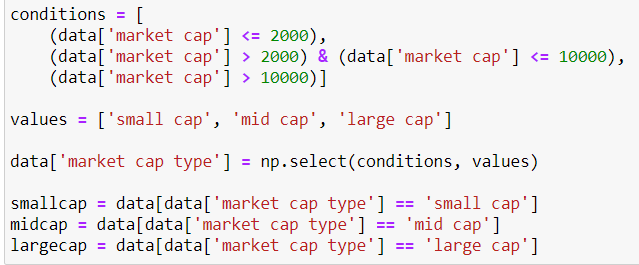 conditions = [
    (data['market cap'] <= 2000),
    (data['market cap'] > 2000) & (data['market cap'] <= 10000),
    (data['market cap'] > 10000)]
values = ['small cap', 'mid cap', 'large cap']
data['market cap type'] = np.select(conditions, values)
smallcap = data[data['market cap type'] == 'small cap']
midcap = data[data['market cap type'] == 'mid cap']
largecap = data[data['market cap type'] == 'large cap']